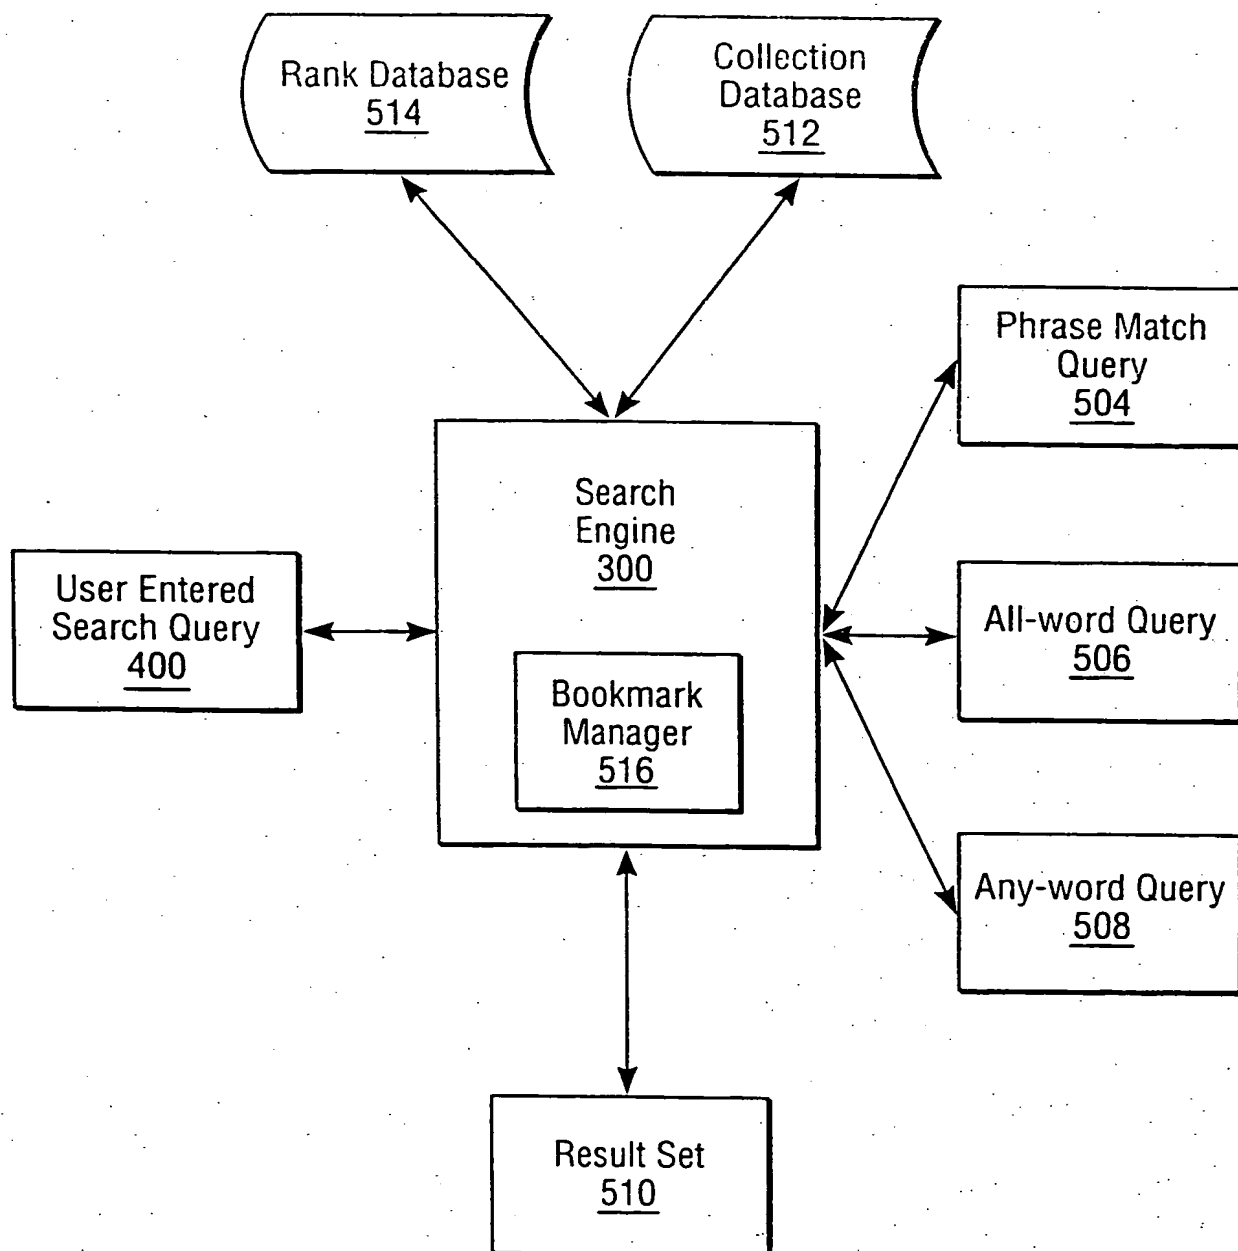 Rank Database
514
Collection
Database
512
Phrase Match
Query
504
Search
Engine
300
User Entered
Search Query
400
All-word Query
506
Bookmark
Manager
516
Any-word Query
508
Result Set
510